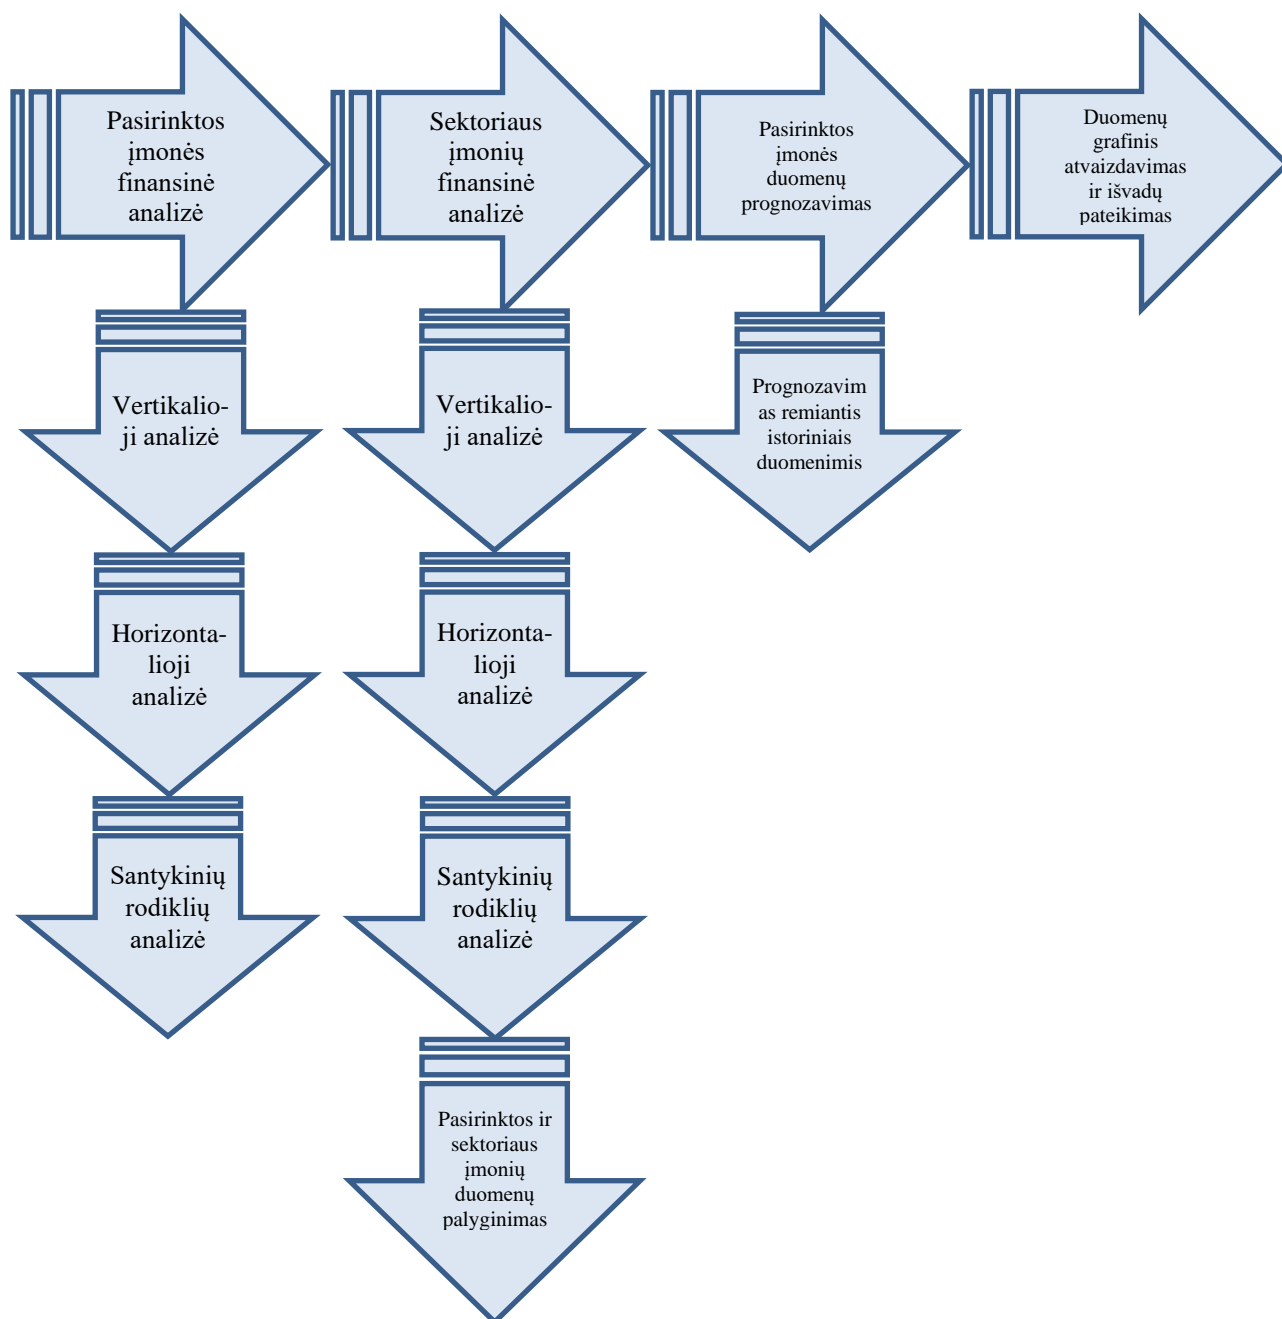 Pasirinktos
įmonės
finansinė
analizė
Sektoriaus
įmonių
finansinė
analizė
Pasirinktos
įmonės
duomenų
prognozavimas
Duomenų
grafinis
atvaizdavimas
ir išvadų
pateikimas
Vertikalio-
ji analizė
Vertikalio-
ji analizė
Prognozavim
as remiantis
istoriniais
duomenimis
Horizonta-
lioji
analizė
Horizonta-
lioji
analizė
Santykinių
rodiklių
analizė
Santykinių
rodiklių
analizė
Pasirinktos ir
sektoriaus
įmonių
duomenų
palyginimas